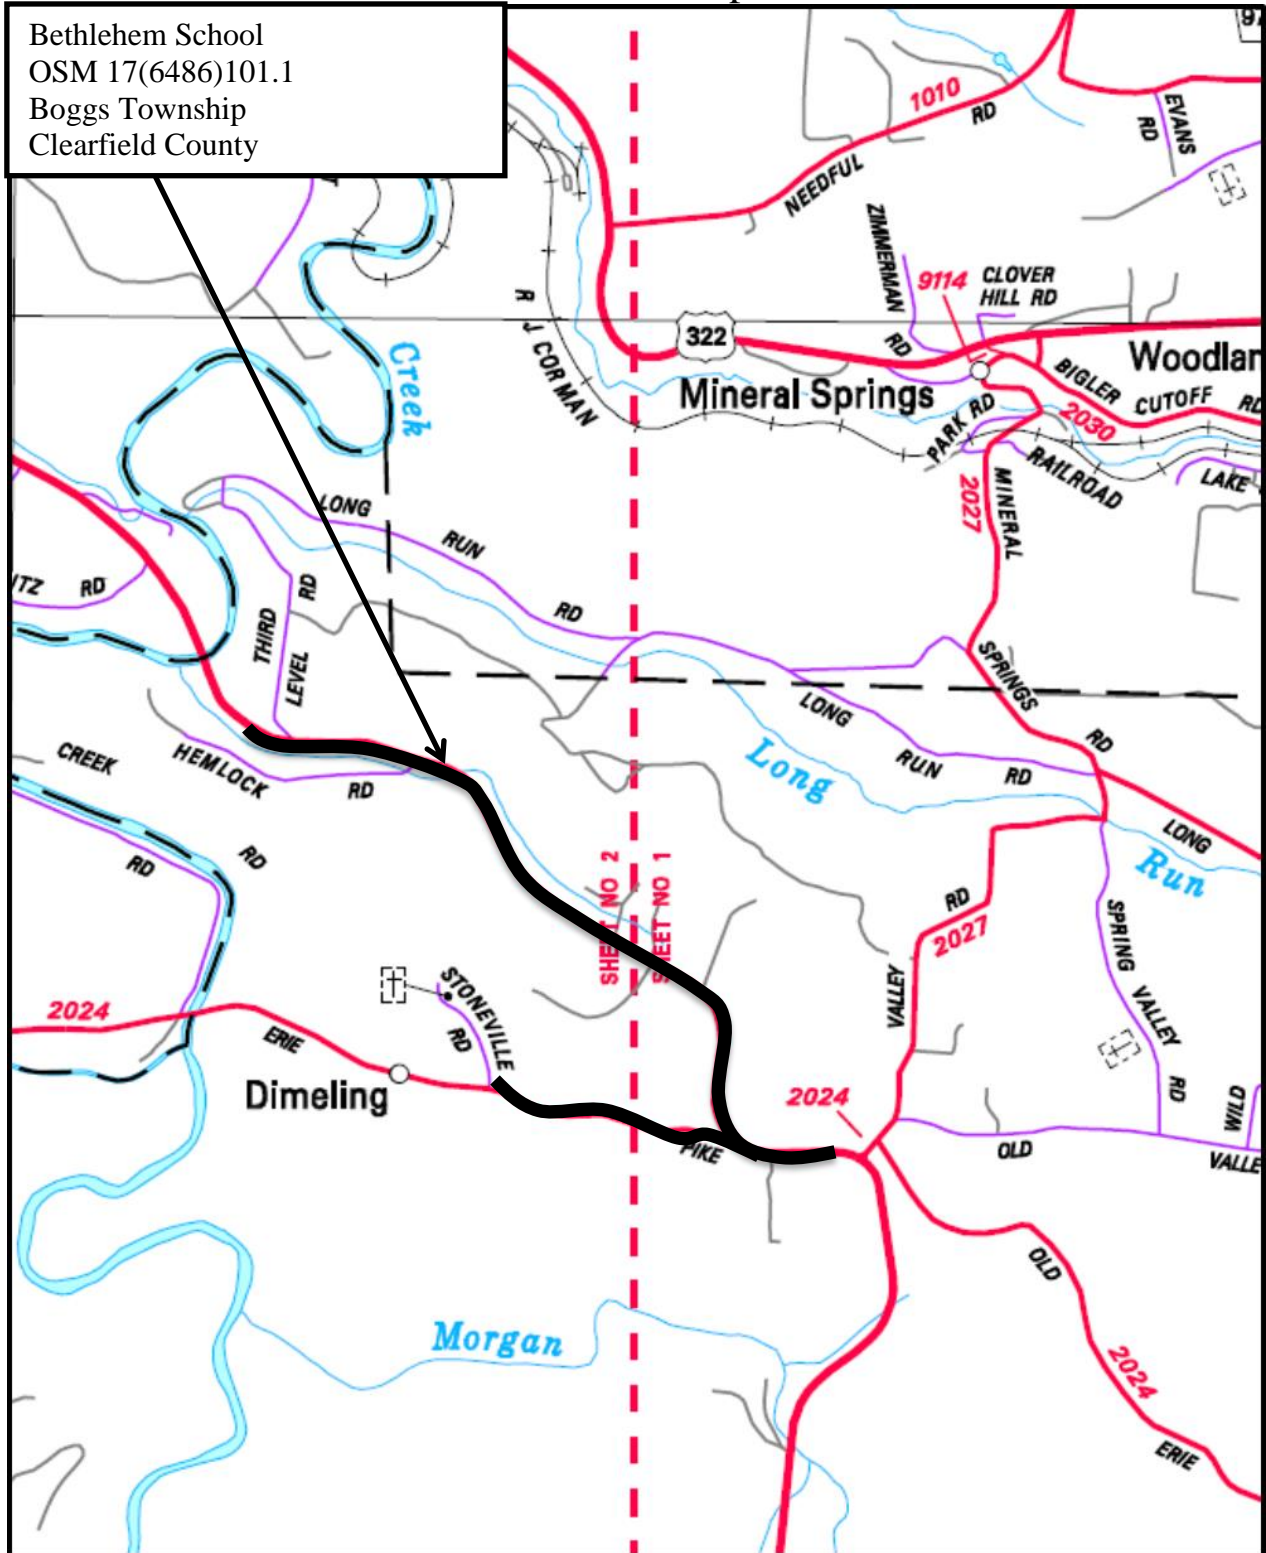 Bethlehem School
OSM 17(6486)101.1
Boggs Township
Clearfield County
1010
RD
NEEDFUL
EVANS
RD
ZIMMERMAN
RD
9114
CLOVER
HILL RD
322
R J CORMAN
Creek
Mineral Springs
Woodlan
BIGLER
CUTOFF
RD
2030
PARK RD
RAILROAD
LAKE
2027
MINERAL
SPRINGS
RD
LONG
RUN
RD
ITZ
RD
THIRD
LEVEL
RD
LONG
RUN
RD
Long
Run
LONG
CREEK
RD
HEMLOCK
RD
RD
SHEET NO 2
SHEET NO 1
RD
2027
VALLEY
SPRING
VALLEY
RD
STONEVILLE
RD
2024
ERIE
Dimeling
PIKE
2024
OLD
WILD
VALLE
OLD
2024
ERIE
Morgan